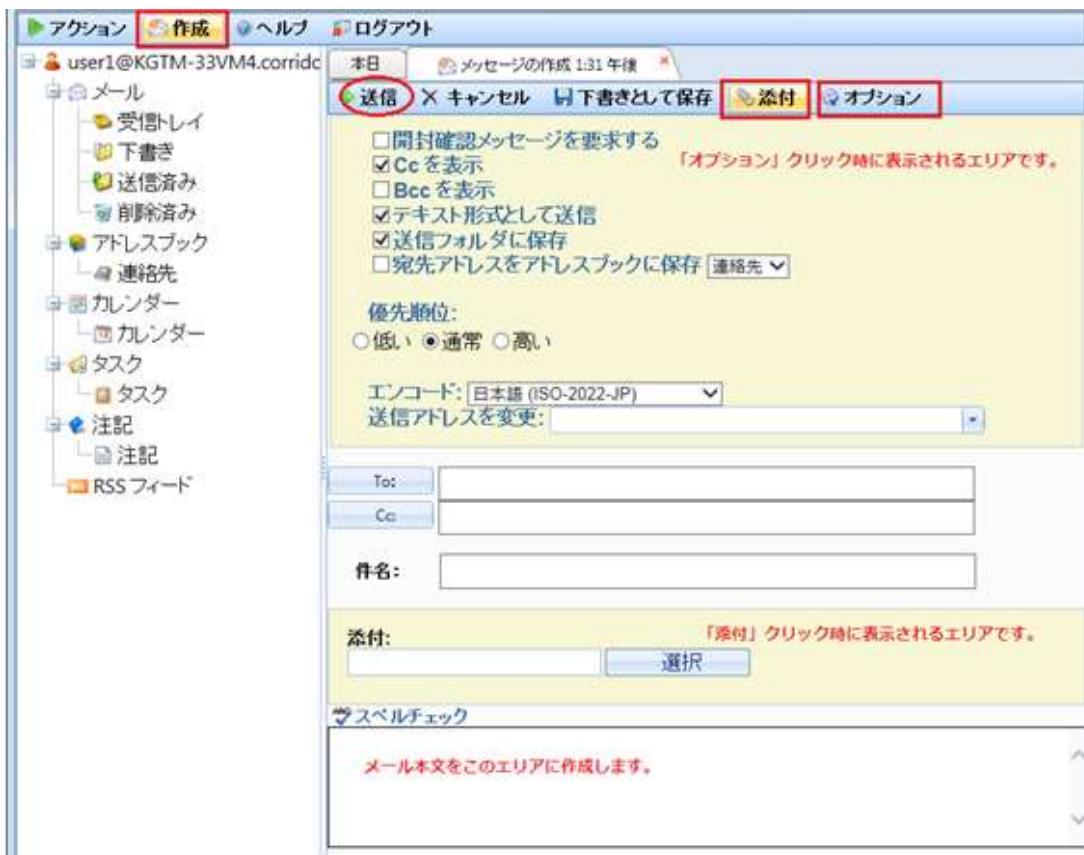 アクション 作成 ヘルプ ログアウト
user1@KGTM-33VM4.corridc
メール
受信トレイ
下書き
送信済み
削除済み
アドレスブック
連絡先
カレンダー
カレンダー
タスク
タスク
注記
注記
RSS フィード
本日 メッセージの作成 1:31 午後
送信 キャンセル 下書きとして保存 添付 オプション
開封確認メッセージを要求する
「オプション」クリック時に表示されるエリアです。
Cc を表示
Bcc を表示
テキスト形式として送信
送信フォルダに保存
宛先アドレスをアドレスブックに保存 連絡先
優先順位:
低い 通常 高い
エンコード: 日本語 (ISO-2022-JP)
送信アドレスを変更:
To:
Cc:
件名:
添付:
「添付」クリック時に表示されるエリアです。
選択
スペルチェック
メール本文をこのエリアに作成します。